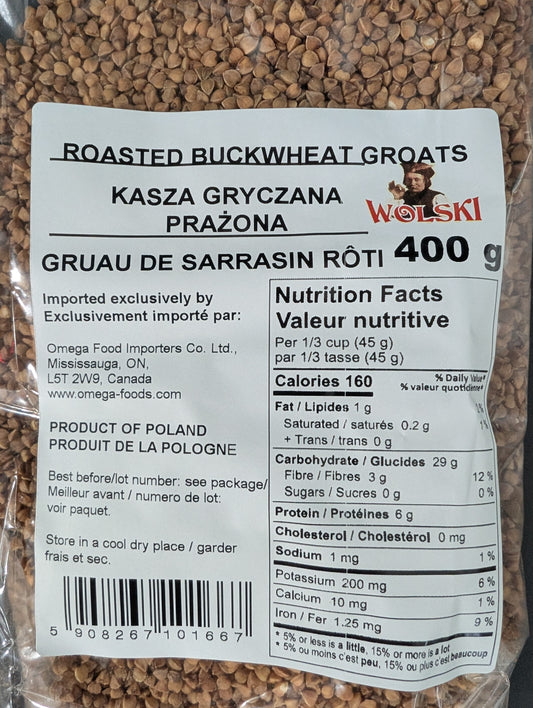 ROASTED BUCKWHEAT GROATS
KASZA GRYCZANA
PRAŻONA
WOLSKI
GRUAU DE SARRASIN RÔTI 400 g
Imported exclusively by
Exclusivement importé par:
Omega Food Importers Co. Ltd.,
Mississauga, ON,
L5T 2W9, Canada
www.omega-foods.com
PRODUCT OF POLAND
PRODUIT DE LA POLOGNE
Best before/lot number: see package/
Meilleur avant / numero de lot:
voir paquet.
Store in a cool dry place / garder
frais et sec.
5 908267 101667
Nutrition Facts
Valeur nutritive
Per 1/3 cup (45 g)
par 1/3 tasse (45 g)
Calories 160
% Daily Value*
% valeur quotidienne*
Fat / Lipides 1 g
Saturated / saturés 0.2 g 1%
+ Trans / trans 0 g
Carbohydrate / Glucides 29 g
Fibre / Fibres 3 g 12 %
Sugars / Sucres 0 g 0 %
Protein / Protéines 6 g
Cholesterol / Cholestérol 0 mg
Sodium 1 mg 1 %
Potassium 200 mg 6 %
Calcium 10 mg 1 %
Iron / Fer 1.25 mg 9 %
* 5% or less is a little, 15% or more is a lot
* 5% ou moins c'est peu, 15% ou plus c'est beaucoup